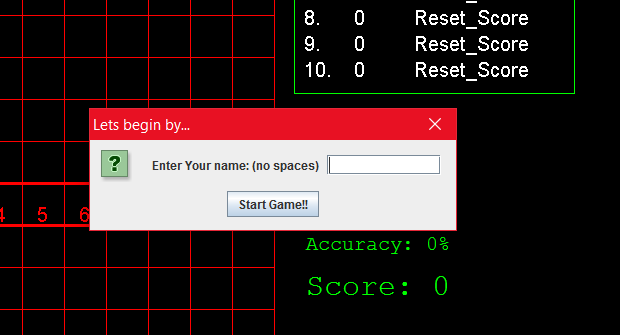 8. 0 Reset_Score
9. 0 Reset_Score
10. 0 Reset_Score
Lets begin by...
?
Enter Your name: (no spaces)
Start Game!!
4 5 6
Accuracy: 0%
Score: 0